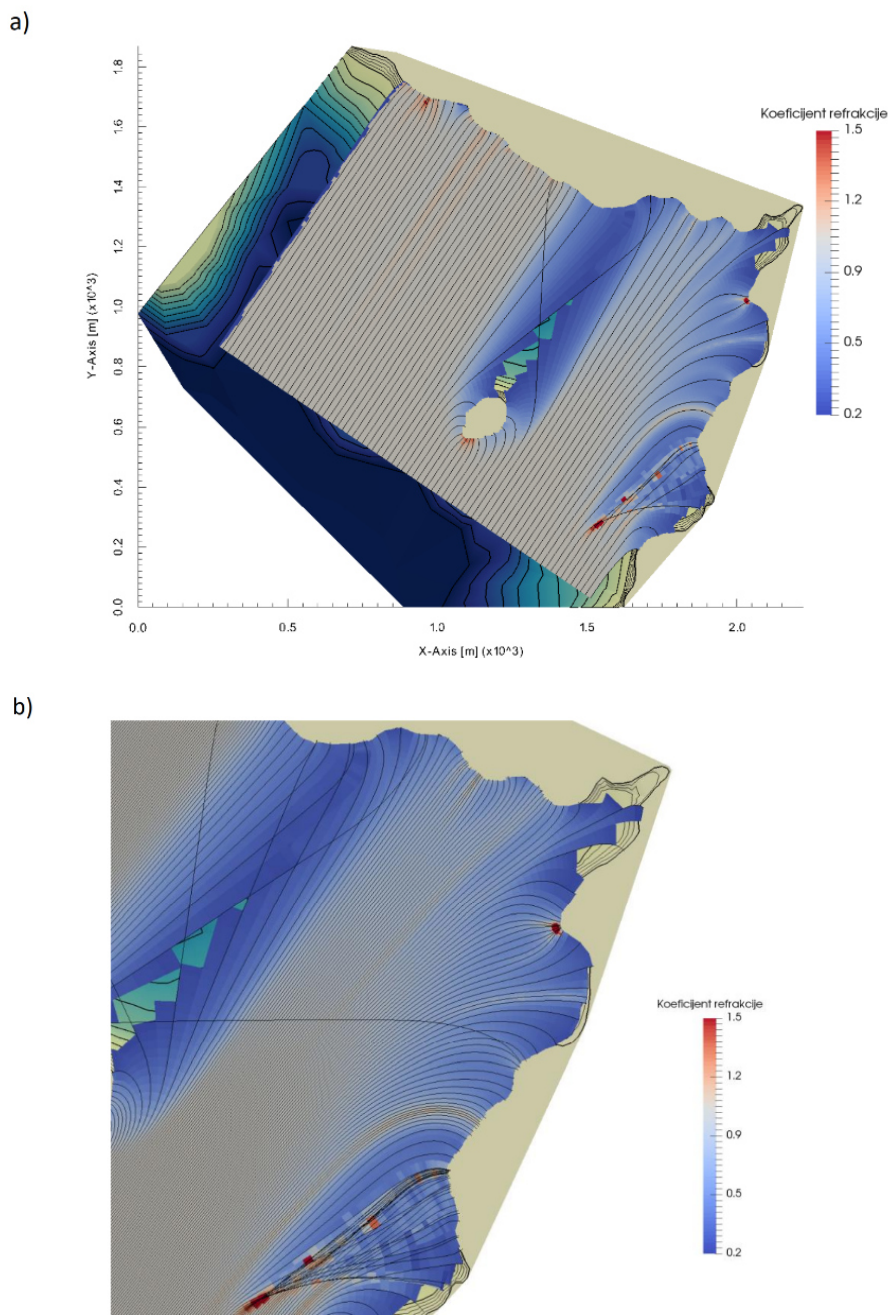 a)
Koeficijent refrakcije
1.5
1.2
0.9
0.5
0.2
Y-Axis [m] (x10^3)
1.8
1.6
1.4
1.2
1.0
0.8
0.6
0.4
0.2
0.0
0.0 0.5 1.0 1.5 2.0
X-Axis [m] (x10^3)
b)
Koeficijent refrakcije
1.5
1.2
0.9
0.5
0.2